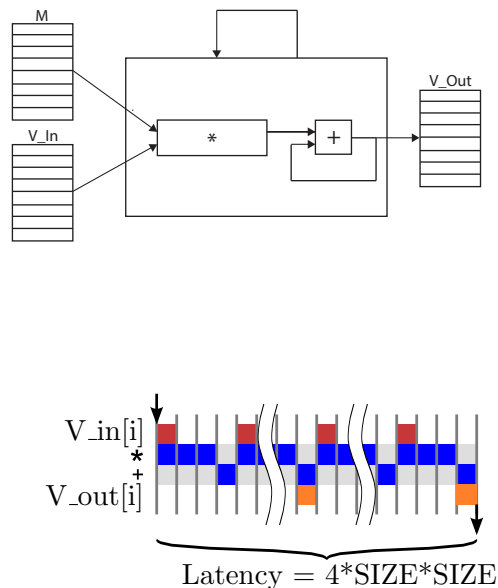 M
V_In
V_Out
*
+
V_in[i]
*
+
V_out[i]
Latency = 4*SIZE*SIZE